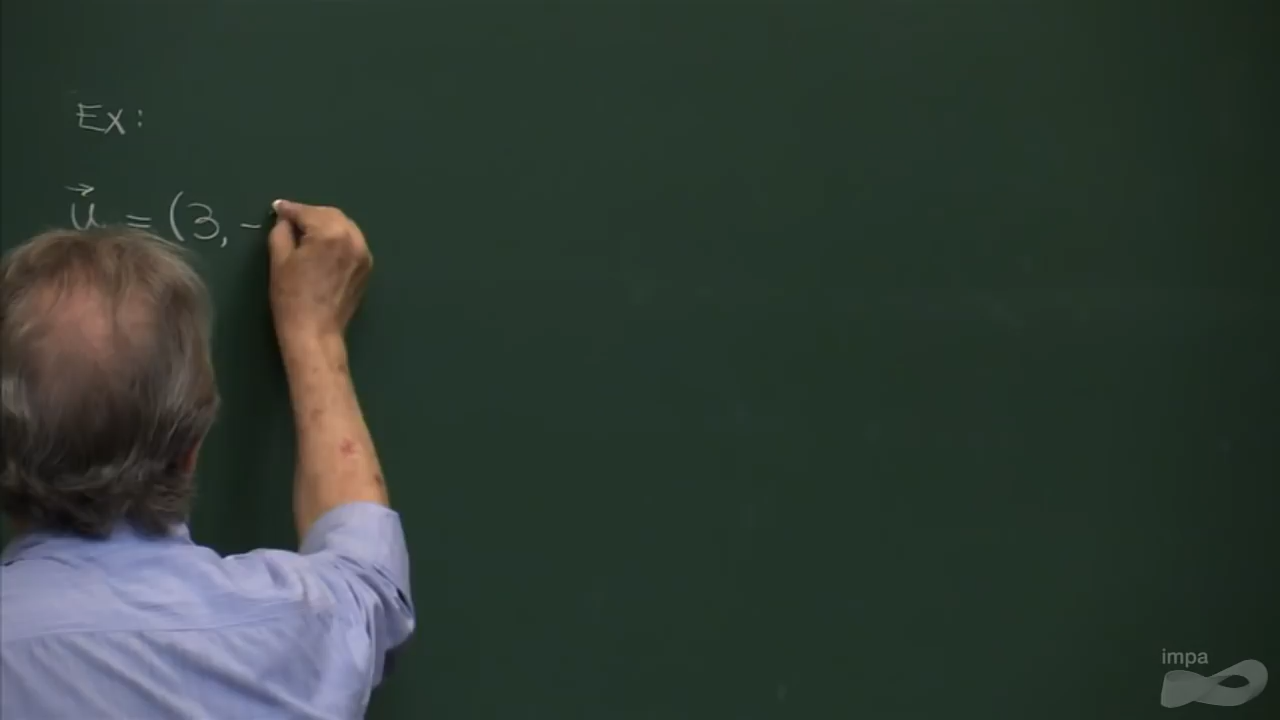 Ex:
u⃗ = (3, -
impa